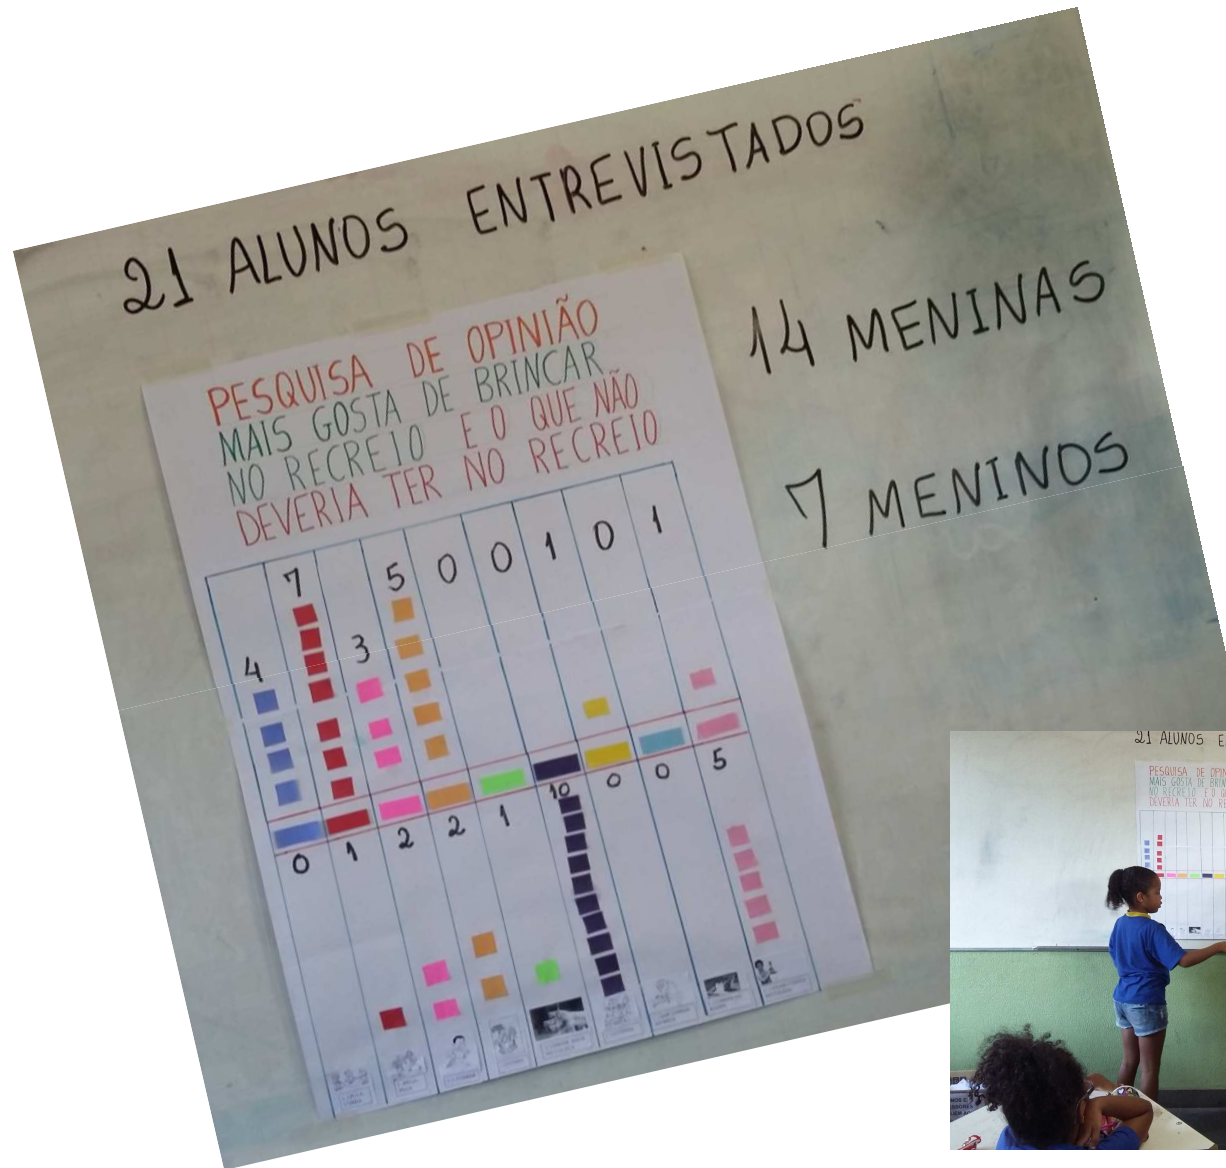 21 ALUNOS ENTREVISTADOS
14 MENINAS
7 MENINOS
PESQUISA DE OPINIÃO
MAIS GOSTA DE BRINCAR
NO RECREIO E O QUE NÃO
DEVERIA TER NO RECREIO
4 7 3 5 0 0 1 0 1
0 1 2 2 1 10 0 0 5
21 ALUNOS E
PESQUISA DE OPIN
MAIS GOSTA DE BRIN
NO RECREIO E O Q
DEVERIA TER NO RE